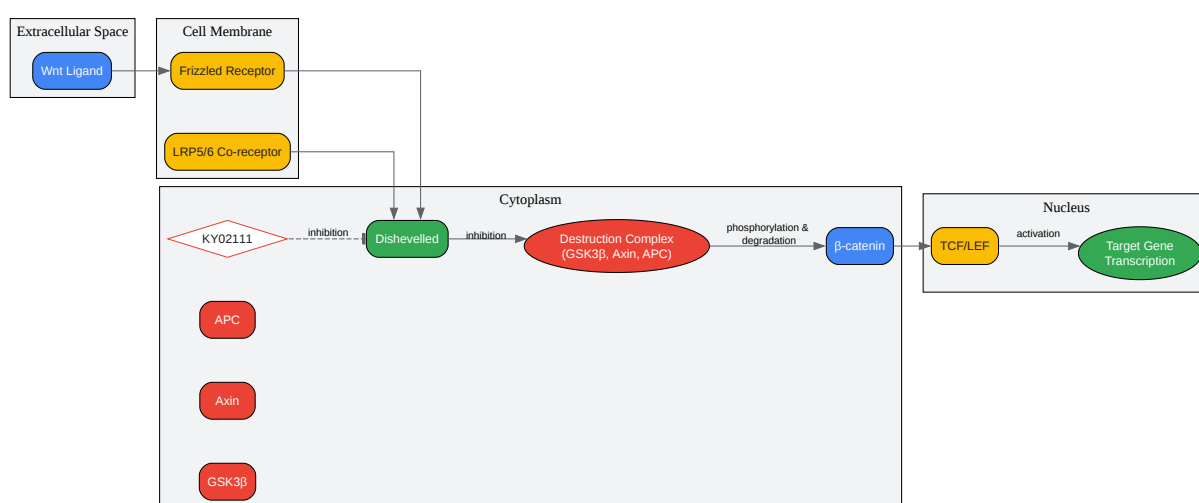 Extracellular Space
Wnt Ligand
Cell Membrane
Frizzled Receptor
LRP5/6 Co-receptor
Cytoplasm
KY02111
inhibition
Dishevelled
inhibition
Destruction Complex
(GSK3β, Axin, APC)
phosphorylation &
degradation
β-catenin
APC
Axin
GSK3β
Nucleus
TCF/LEF
activation
Target Gene
Transcription